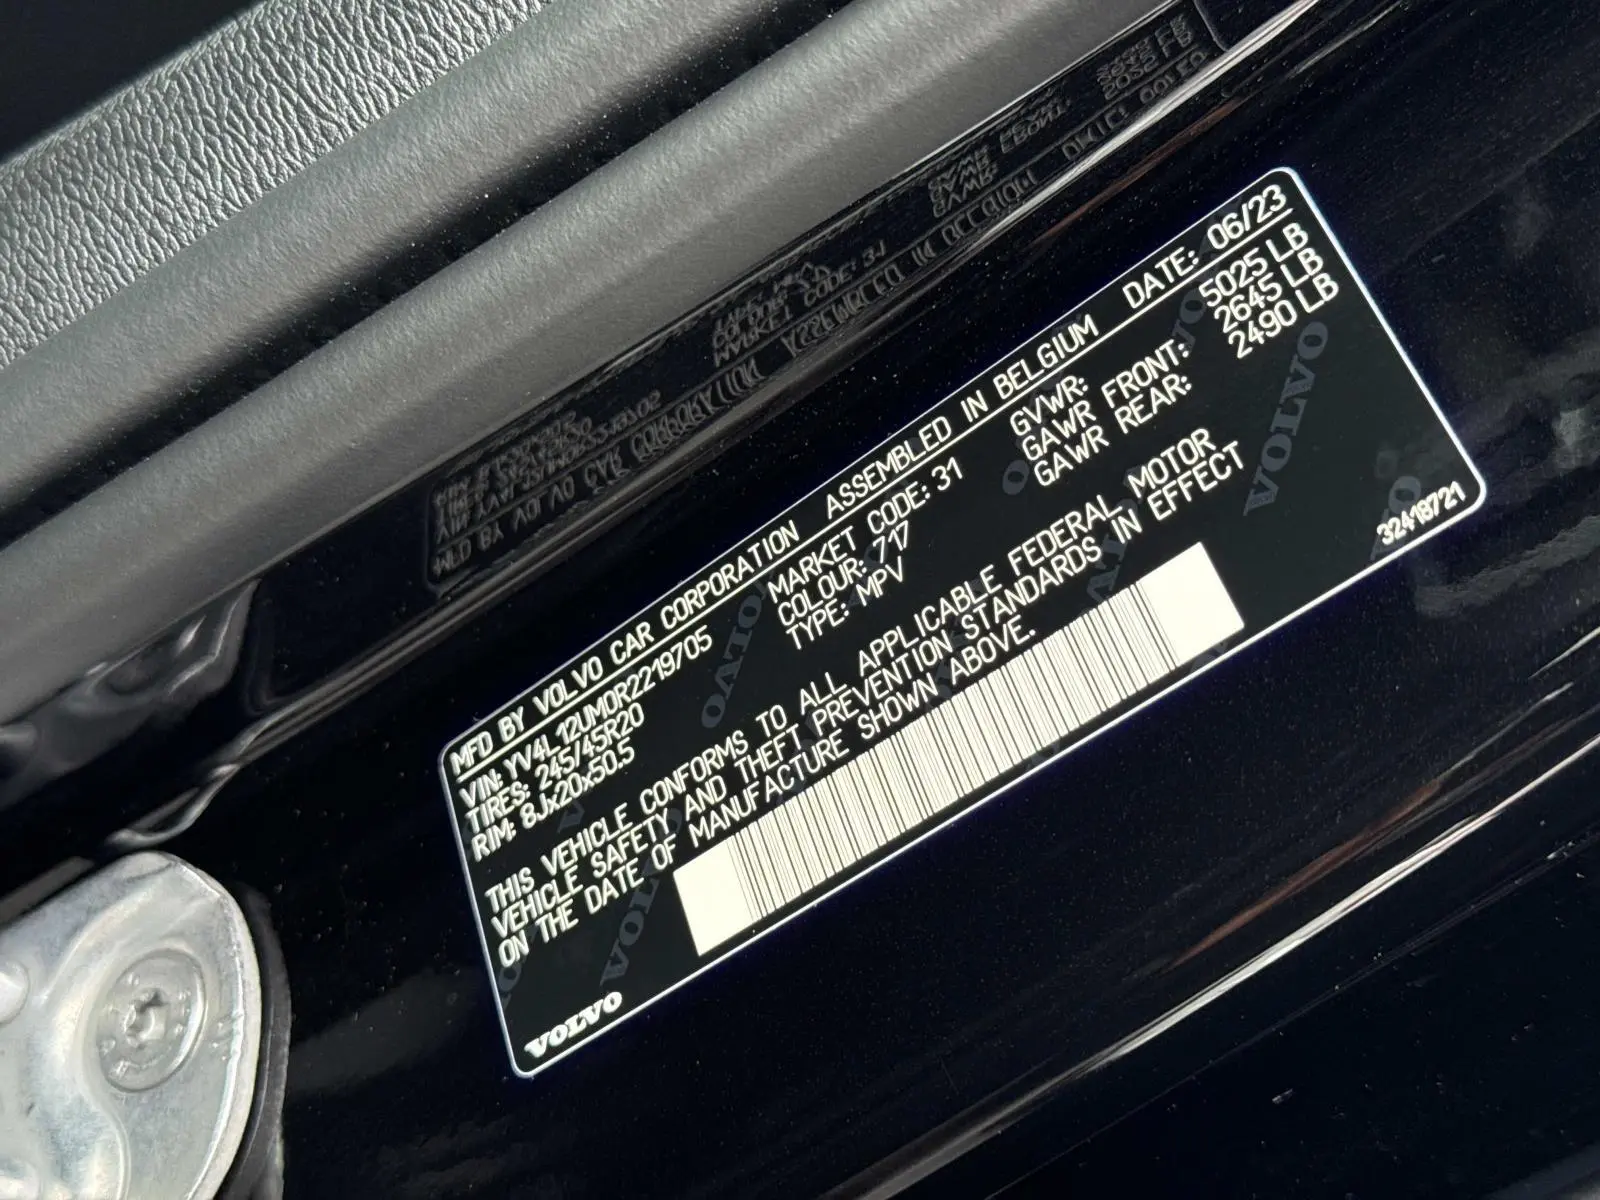 MFD BY VOLVO CAR CORPORATION ASSEMBLED IN BELGIUM DATE: 06/23
VIN: YV4L12UM0R2219705 MARKET CODE: 31 GVWR: 5025 LB
TIRES: 245/45R20 COLOUR: 717 GAWR FRONT: 2645 LB
RIM: 8Jx20x50.5 TYPE: MPV GAWR REAR: 2490 LB
THIS VEHICLE CONFORMS TO ALL APPLICABLE FEDERAL MOTOR
VEHICLE SAFETY AND THEFT PREVENTION STANDARDS IN EFFECT
ON THE DATE OF MANUFACTURE SHOWN ABOVE.
VOLVO 32418721